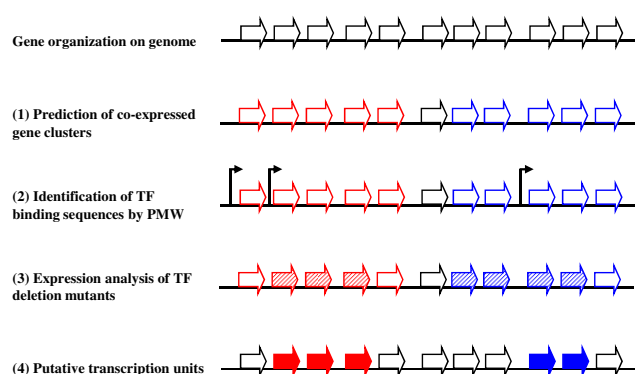 Gene organization on genome
(1) Prediction of co-expressed
gene clusters
(2) Identification of TF
binding sequences by PMW
(3) Expression analysis of TF
deletion mutants
(4) Putative transcription units